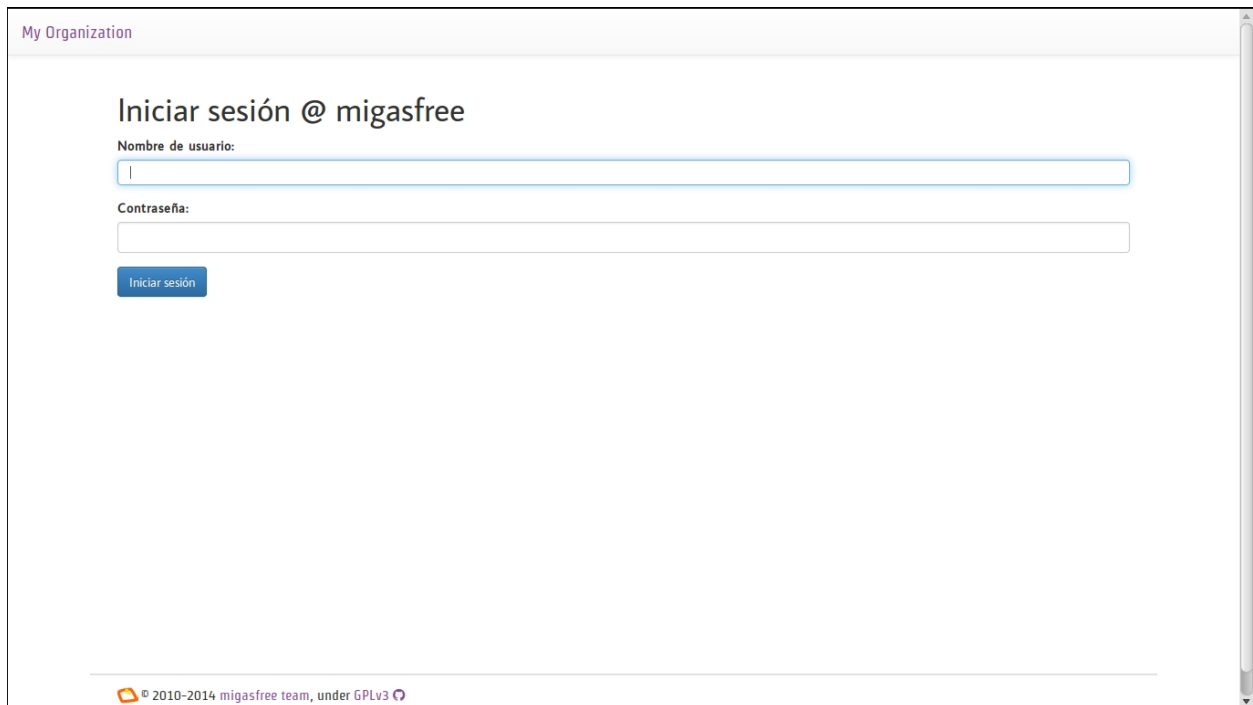 My Organization
Iniciar sesión @ migasfree
Nombre de usuario:
Contraseña:
Iniciar sesión
© 2010-2014 migasfree team, under GPLv3